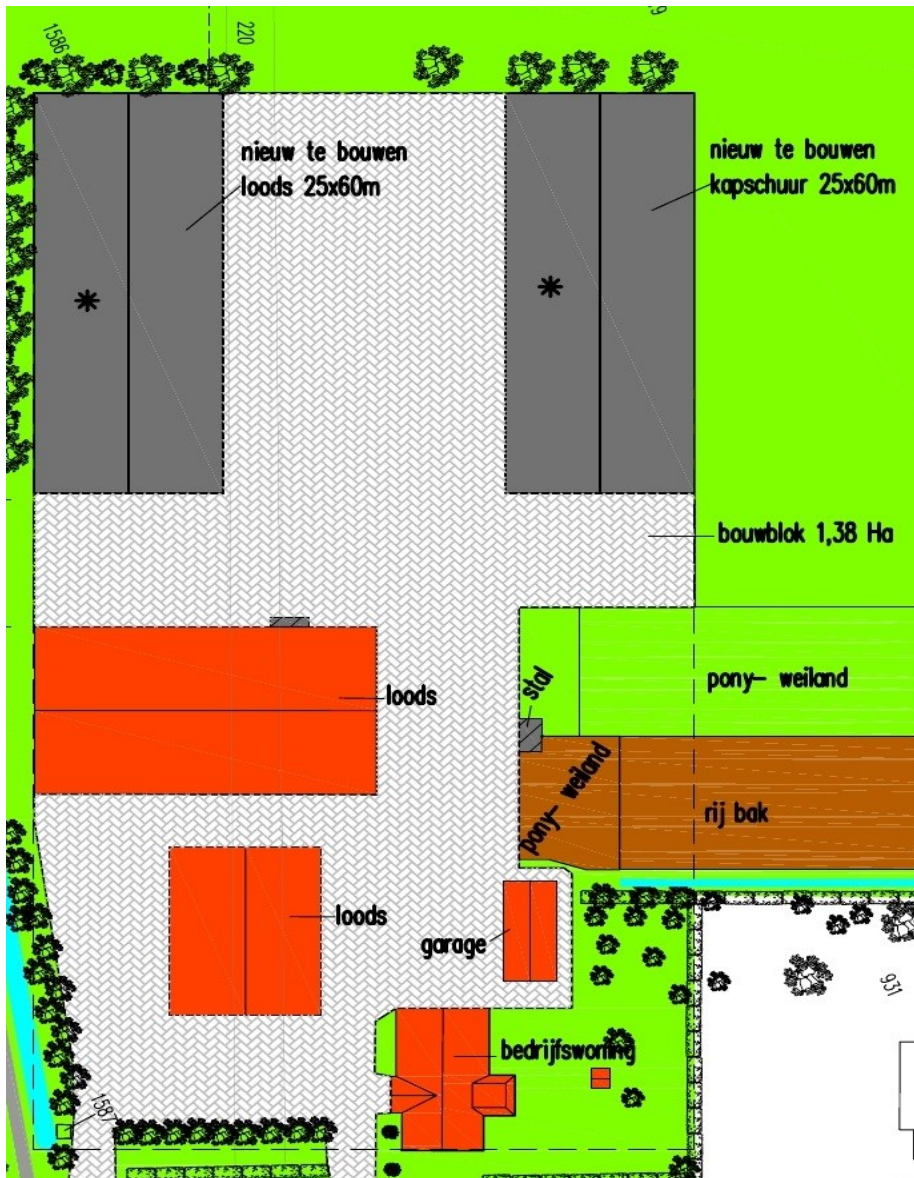 1586
220
nieuw te bouwen
loods 25x60m
nieuw te bouwen
kapschuur 25x60m
bouwblok 1,38 Ha
loods
stal
pony- weiland
pony- weiland
rij bak
loods
garage
931
bedrijfswoning
1587